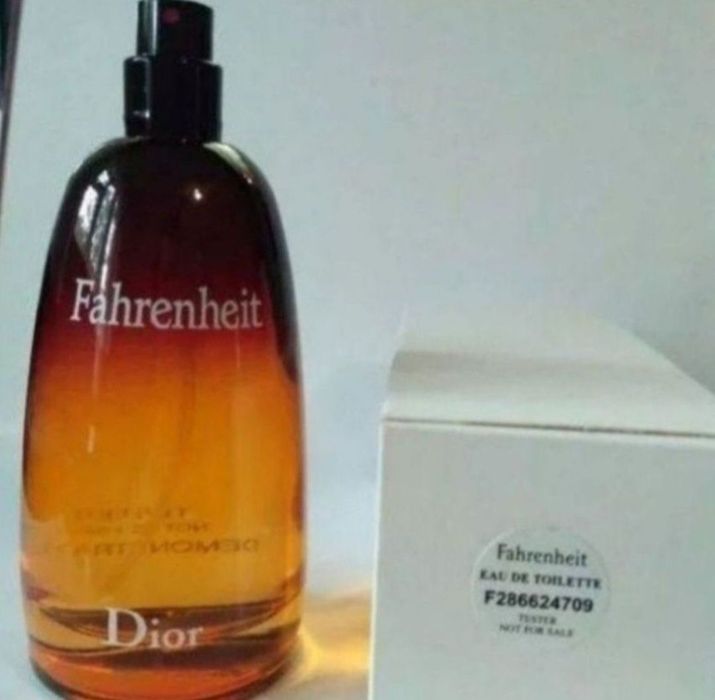 Fahrenheit
Dior
Fahrenheit
EAU DE TOILETTE
F286624709
TESTER
NOT FOR SALE